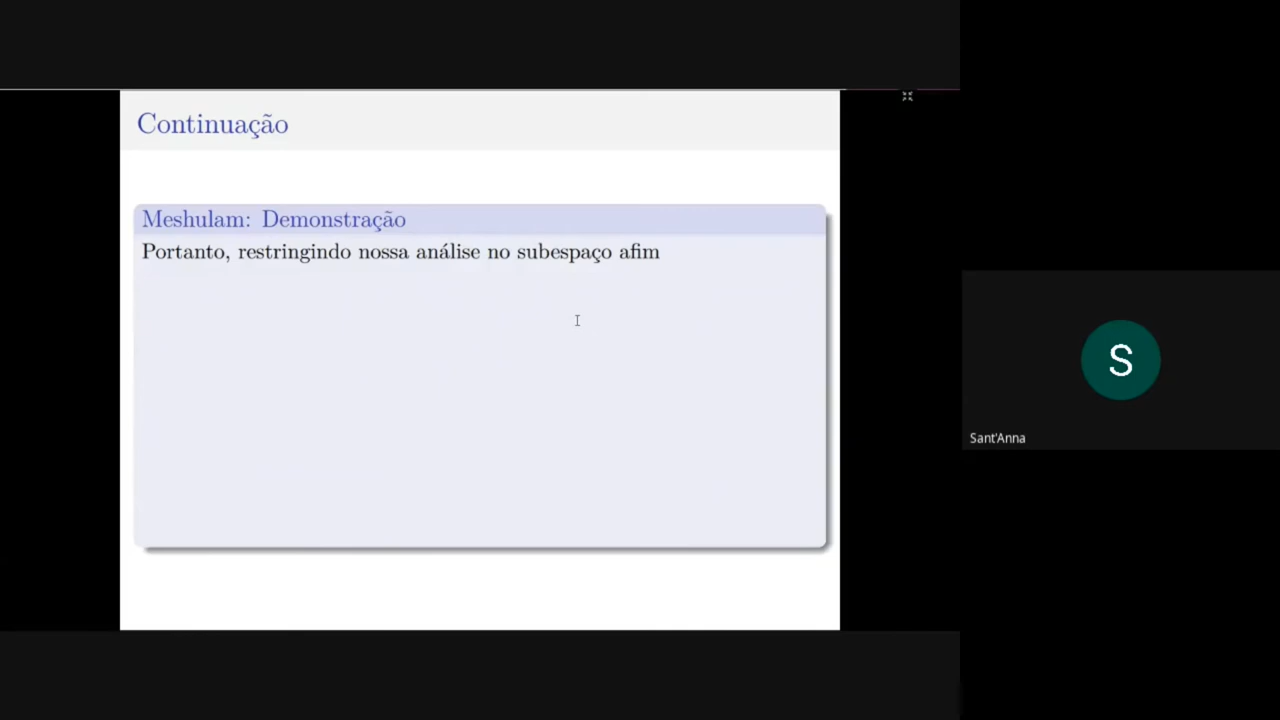 Continuação
Meshulam: Demonstração
Portanto, restringindo nossa análise no subespaço afim
S
Sant'Anna